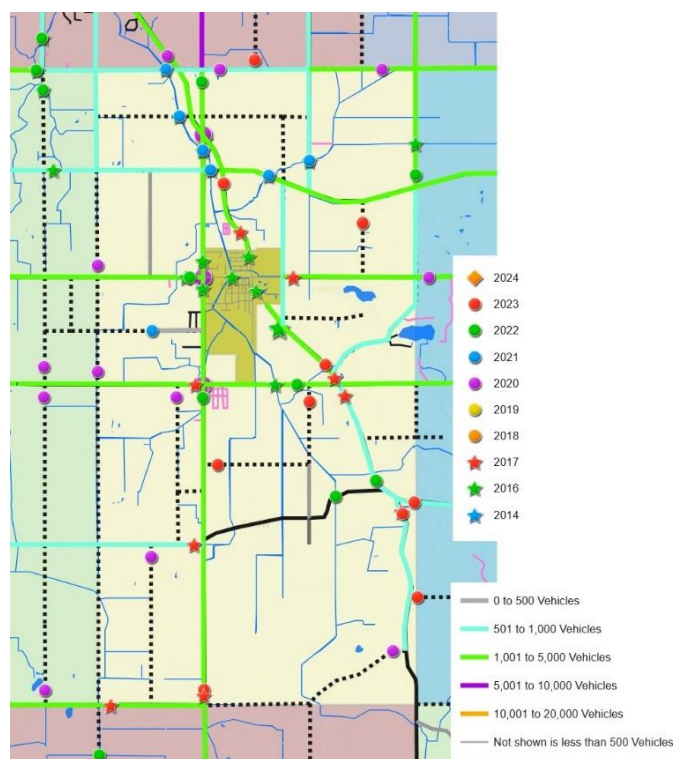 2024
2023
2022
2021
2020
2019
2018
2017
2016
2014
0 to 500 Vehicles
501 to 1,000 Vehicles
1,001 to 5,000 Vehicles
5,001 to 10,000 Vehicles
10,001 to 20,000 Vehicles
Not shown is less than 500 Vehicles